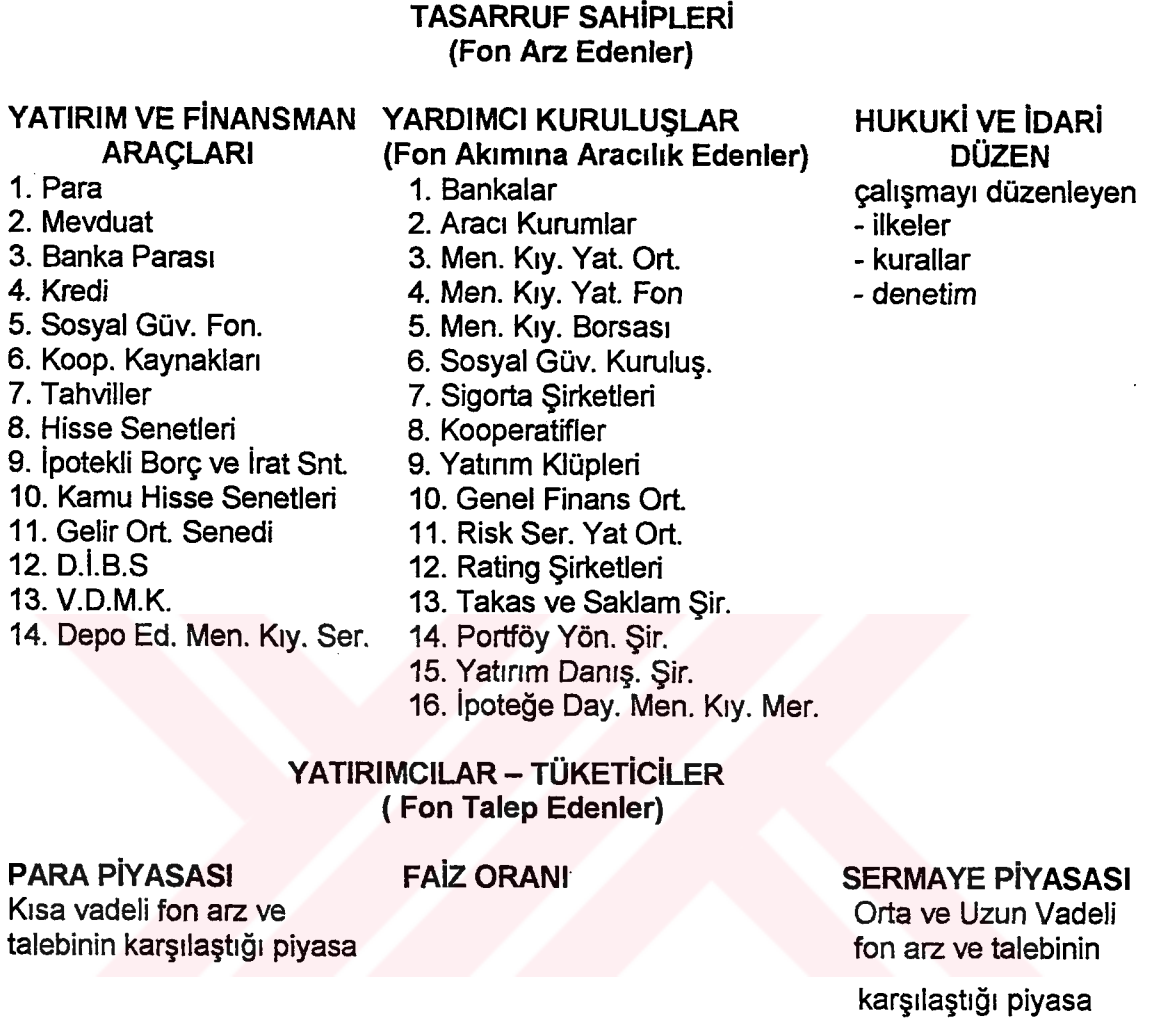 TASARRUF SAHİPLERİ
(Fon Arz Edenler)
YATIRIM VE FİNANSMAN
ARAÇLARI
1. Para
2. Mevduat
3. Banka Parası
4. Kredi
5. Sosyal Güv. Fon.
6. Koop. Kaynakları
7. Tahviller
8. Hisse Senetleri
9. İpotekli Borç ve İrat Snt.
10. Kamu Hisse Senetleri
11. Gelir Ort. Senedi
12. D.İ.B.S
13. V.D.M.K.
14. Depo Ed. Men. Kıy. Ser.
YARDIMCI KURULUŞLAR
(Fon Akımına Aracılık Edenler)
1. Bankalar
2. Aracı Kurumlar
3. Men. Kıy. Yat. Ort.
4. Men. Kıy. Yat. Fon
5. Men. Kıy. Borsası
6. Sosyal Güv. Kuruluş.
7. Sigorta Şirketleri
8. Kooperatifler
9. Yatırım Klüpleri
10. Genel Finans Ort.
11. Risk Ser. Yat Ort.
12. Rating Şirketleri
13. Takas ve Saklam Şir.
14. Portföy Yön. Şir.
15. Yatırım Danış. Şir.
16. İpoteğe Day. Men. Kıy. Mer.
HUKUKİ VE İDARİ
DÜZEN
çalışmayı düzenleyen
- ilkeler
- kurallar
- denetim
YATIRIMCILAR – TÜKETİCİLER
( Fon Talep Edenler)
PARA PİYASASI
Kısa vadeli fon arz ve
talebinin karşılaştığı piyasa
FAİZ ORANI
SERMAYE PİYASASI
Orta ve Uzun Vadeli
fon arz ve talebinin
karşılaştığı piyasa